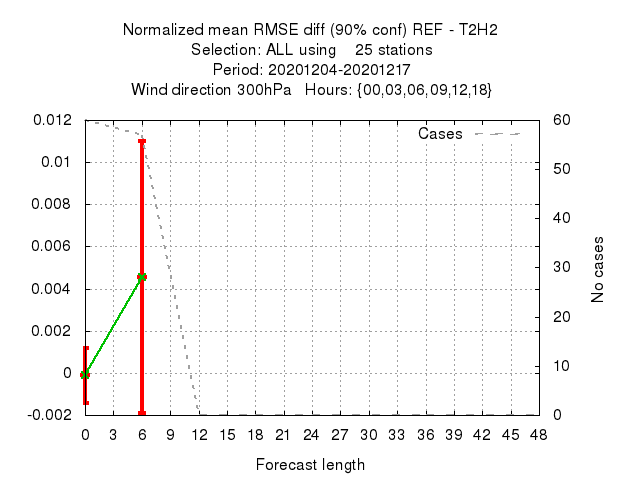 Normalized mean RMSE diff (90% conf) REF - T2H2
Selection: ALL using    25 stations
Period: 20201204-20201217
Wind direction 300hPa   Hours: {00,03,06,09,12,18}
Cases
0.012
0.01
0.008
0.006
0.004
0.002
0
-0.002
60
50
40
30
20
10
0
No cases
0 3 6 9 12 15 18 21 24 27 30 33 36 39 42 45 48
Forecast length